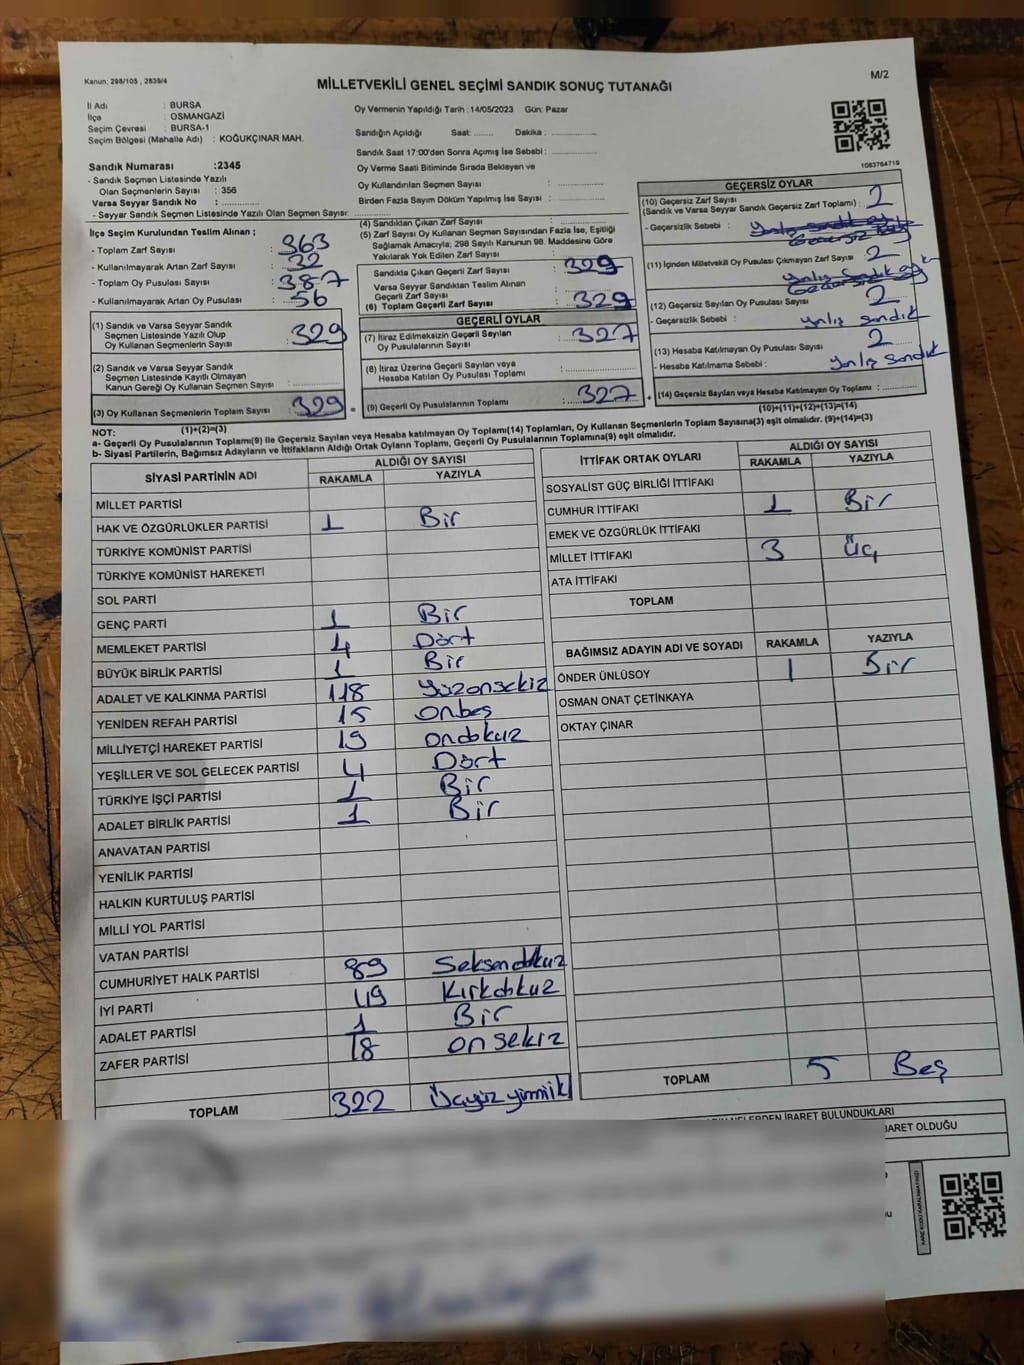 Kanun: 298/105 , 2839/4
MİLLETVEKİLİ GENEL SEÇİMİ SANDIK SONUÇ TUTANAĞI
M/2
İl Adı : BURSA
İlçe : OSMANGAZİ
Seçim Çevresi : BURSA-1
Seçim Bölgesi (Mahalle Adı) : KOĞUKÇINAR MAH.
Oy Vermenin Yapıldığı Tarih : 14/05/2023 Gün: Pazar
Sandığın Açıldığı Saat: ....... Dakika : ...............
Sandık Saat 17:00'den Sonra Açımış İse Sebebi : ...............
Sandık Numarası :2345
- Sandık Seçmen Listesinde Yazılı
Olan Seçmenlerin Sayısı : 356
Varsa Seyyar Sandık No : ...............
- Seyyar Sandık Seçmen Listesinde Yazılı Olan Seçmen Sayısı: ...............
Oy Verme Saati Bitiminde Sırada Bekleyen ve
Oy Kullandırılan Seçmen Sayısı : ...............
Birden Fazla Sayım Döküm Yapılmış İse Sayısı : ...............
1083764719
İlçe Seçim Kurulundan Teslim Alınan ;
- Toplam Zarf Sayısı : 363
- Kullanılmayarak Artan Zarf Sayısı : 32
- Toplam Oy Pusulası Sayısı : 387
- Kullanılmayarak Artan Oy Pusulası : 56
(1) Sandık ve Varsa Seyyar Sandık
Seçmen Listesinde Yazılı Olup
Oy Kullanan Seçmenlerin Sayısı : 329
(2) Sandık ve Varsa Seyyar Sandık
Seçmen Listesinde Kayıtlı Olmayan
Kanun Gereği Oy Kullanan Seçmen Sayısı : ...............
(3) Oy Kullanan Seçmenlerin Toplam Sayısı : 329
(1)+(2)=(3)
(4) Sandıktan Çıkan Zarf Sayısı : ...............
(5) Zarf Sayısı Oy Kullanan Seçmen Sayısından Fazla İse, Eşitliği
Sağlamak Amacıyla; 298 Sayılı Kanunun 98. Maddesine Göre
Yakılarak Yok Edilen Zarf Sayısı : ...............
Sandıkta Çıkan Geçerli Zarf Sayısı : 329
Varsa Seyyar Sandıktan Teslim Alınan
Geçerli Zarf Sayısı : ...............
(6) Toplam Geçerli Zarf Sayısı : 329
GEÇERLİ OYLAR
(7) İtiraz Edilmeksizin Geçerli Sayılan
Oy Pusulalarının Sayısı : 327
(8) İtiraz Üzerine Geçerli Sayılan veya
Hesaba Katılan Oy Pusulası Toplamı : ...............
= (9) Geçerli Oy Pusulalarının Toplamı : 327
GEÇERSİZ OYLAR
(10) Geçersiz Zarf Sayısı
(Sandık ve Varsa Seyyar Sandık Geçersiz Zarf Toplamı) : 2
- Geçersizlik Sebebi :
(11) İçinden Milletvekili Oy Pusulası Çıkmayan Zarf Sayısı : 2
(12) Geçersiz Sayılan Oy Pusulası Sayısı : 2
- Geçersizlik Sebebi : yanlış sandık
(13) Hesaba Katılmayan Oy Pusulası Sayısı : 2
- Hesaba Katılmama Sebebi : yanlış sandık
+ (14) Geçersiz Sayılan veya Hesaba Katılmayan Oy Toplamı : ...............
(10)+(11)+(12)+(13)=(14)
NOT:
a- Geçerli Oy Pusulalarının Toplamı(9) ile Geçersiz Sayılan veya Hesaba katılmayan Oy Toplamı(14) Toplamları, Oy Kullanan Seçmenlerin Toplam Sayısına(3) eşit olmalıdır. (9)+(14)=(3)
b- Siyasi Partilerin, Bağımsız Adayların ve İttifakların Aldığı Ortak Oyların Toplamı, Geçerli Oy Pusulalarının Toplamına(9) eşit olmalıdır.
SİYASİ PARTİNİN ADI ALDIĞI OY SAYISI
RAKAMLA YAZIYLA
MİLLET PARTİSİ
HAK VE ÖZGÜRLÜKLER PARTİSİ 1 Bir
TÜRKİYE KOMÜNİST PARTİSİ
TÜRKİYE KOMÜNİST HAREKETİ
SOL PARTİ
GENÇ PARTİ 1 Bir
MEMLEKET PARTİSİ 4 Dört
BÜYÜK BİRLİK PARTİSİ 1 Bir
ADALET VE KALKINMA PARTİSİ 118 Yüzonsekiz
YENİDEN REFAH PARTİSİ 15 onbeş
MİLLİYETÇİ HAREKET PARTİSİ 19 ondokuz
YEŞİLLER VE SOL GELECEK PARTİSİ 4 Dört
TÜRKİYE İŞÇİ PARTİSİ 1 Bir
ADALET BİRLİK PARTİSİ 1 Bir
ANAVATAN PARTİSİ
YENİLİK PARTİSİ
HALKIN KURTULUŞ PARTİSİ
MİLLİ YOL PARTİSİ
VATAN PARTİSİ
CUMHURİYET HALK PARTİSİ 89 Seksendokuz
İYİ PARTİ 49 Kırkdokuz
ADALET PARTİSİ 1 Bir
ZAFER PARTİSİ 18 onsekiz
TOPLAM 322 Üçyüzyirmiiki
İTTİFAK ORTAK OYLARI ALDIĞI OY SAYISI
RAKAMLA YAZIYLA
SOSYALİST GÜÇ BİRLİĞİ İTTİFAKI
CUMHUR İTTİFAKI 1 Bir
EMEK VE ÖZGÜRLÜK İTTİFAKI
MİLLET İTTİFAKI 3 Üç
ATA İTTİFAKI
TOPLAM
BAĞIMSIZ ADAYIN ADI VE SOYADI RAKAMLA YAZIYLA
ÖNDER ÜNLÜSOY 1 Bir
OSMAN ONAT ÇETİNKAYA
OKTAY ÇINAR
TOPLAM 5 Beş
NELERDEN İBARET BULUNDUKLARI
BARET OLDUĞU